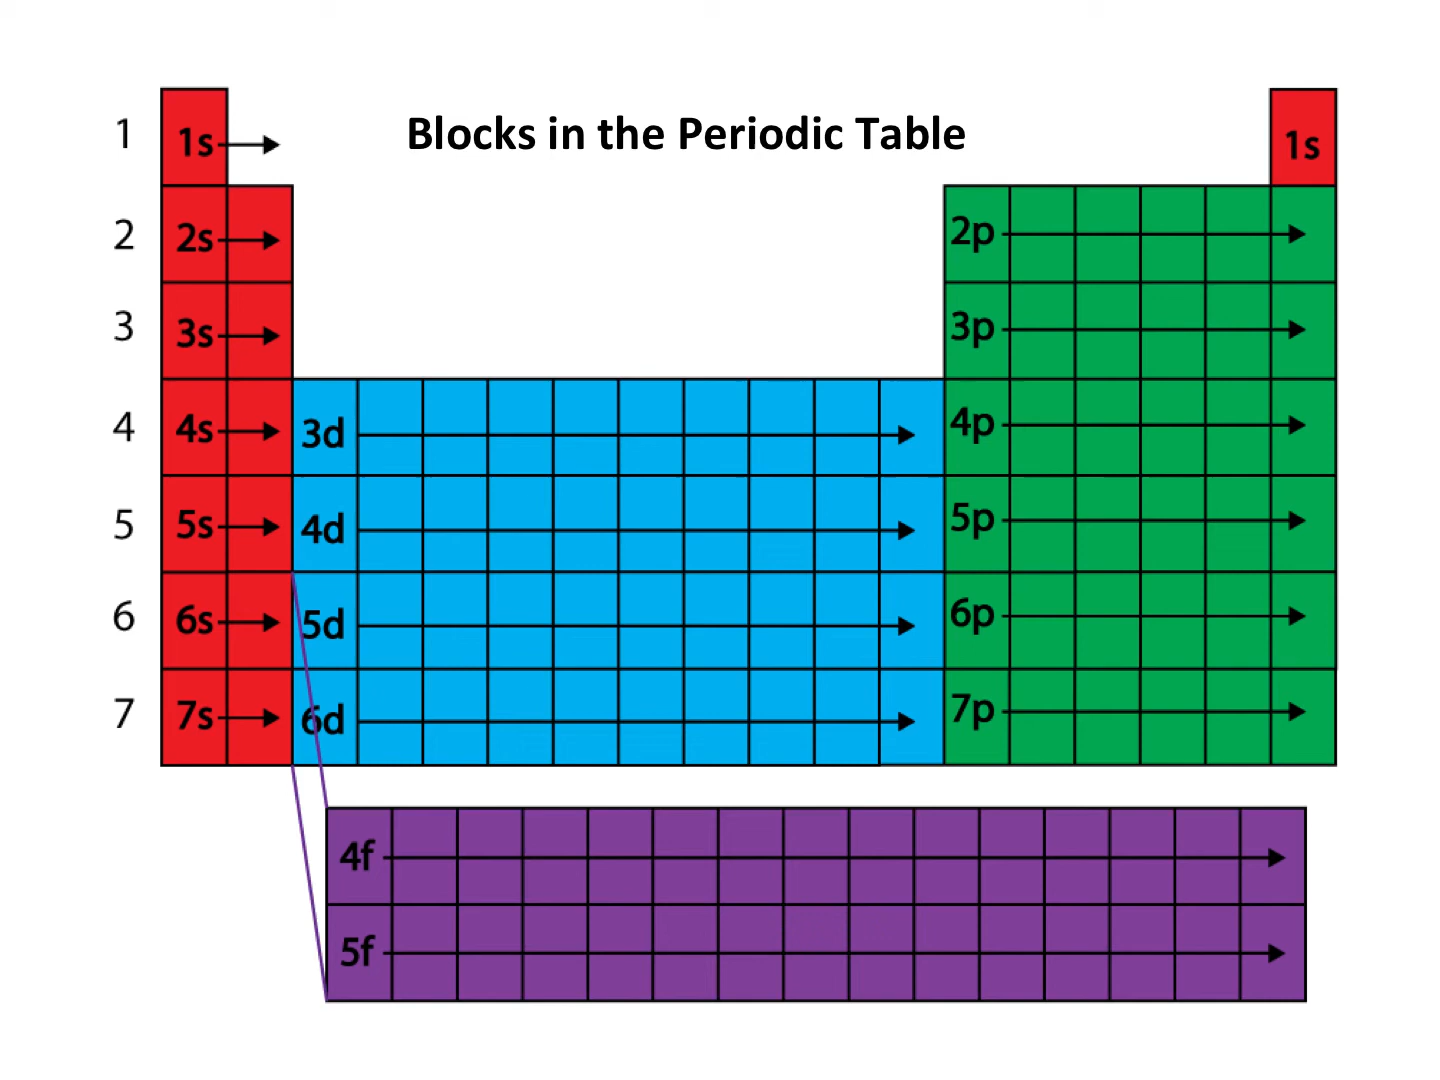 Blocks in the Periodic Table
1 1s 1s
2 2s 2p
3 3s 3p
4 4s 3d 4p
5 5s 4d 5p
6 6s 5d 6p
7 7s 6d 7p
4f
5f